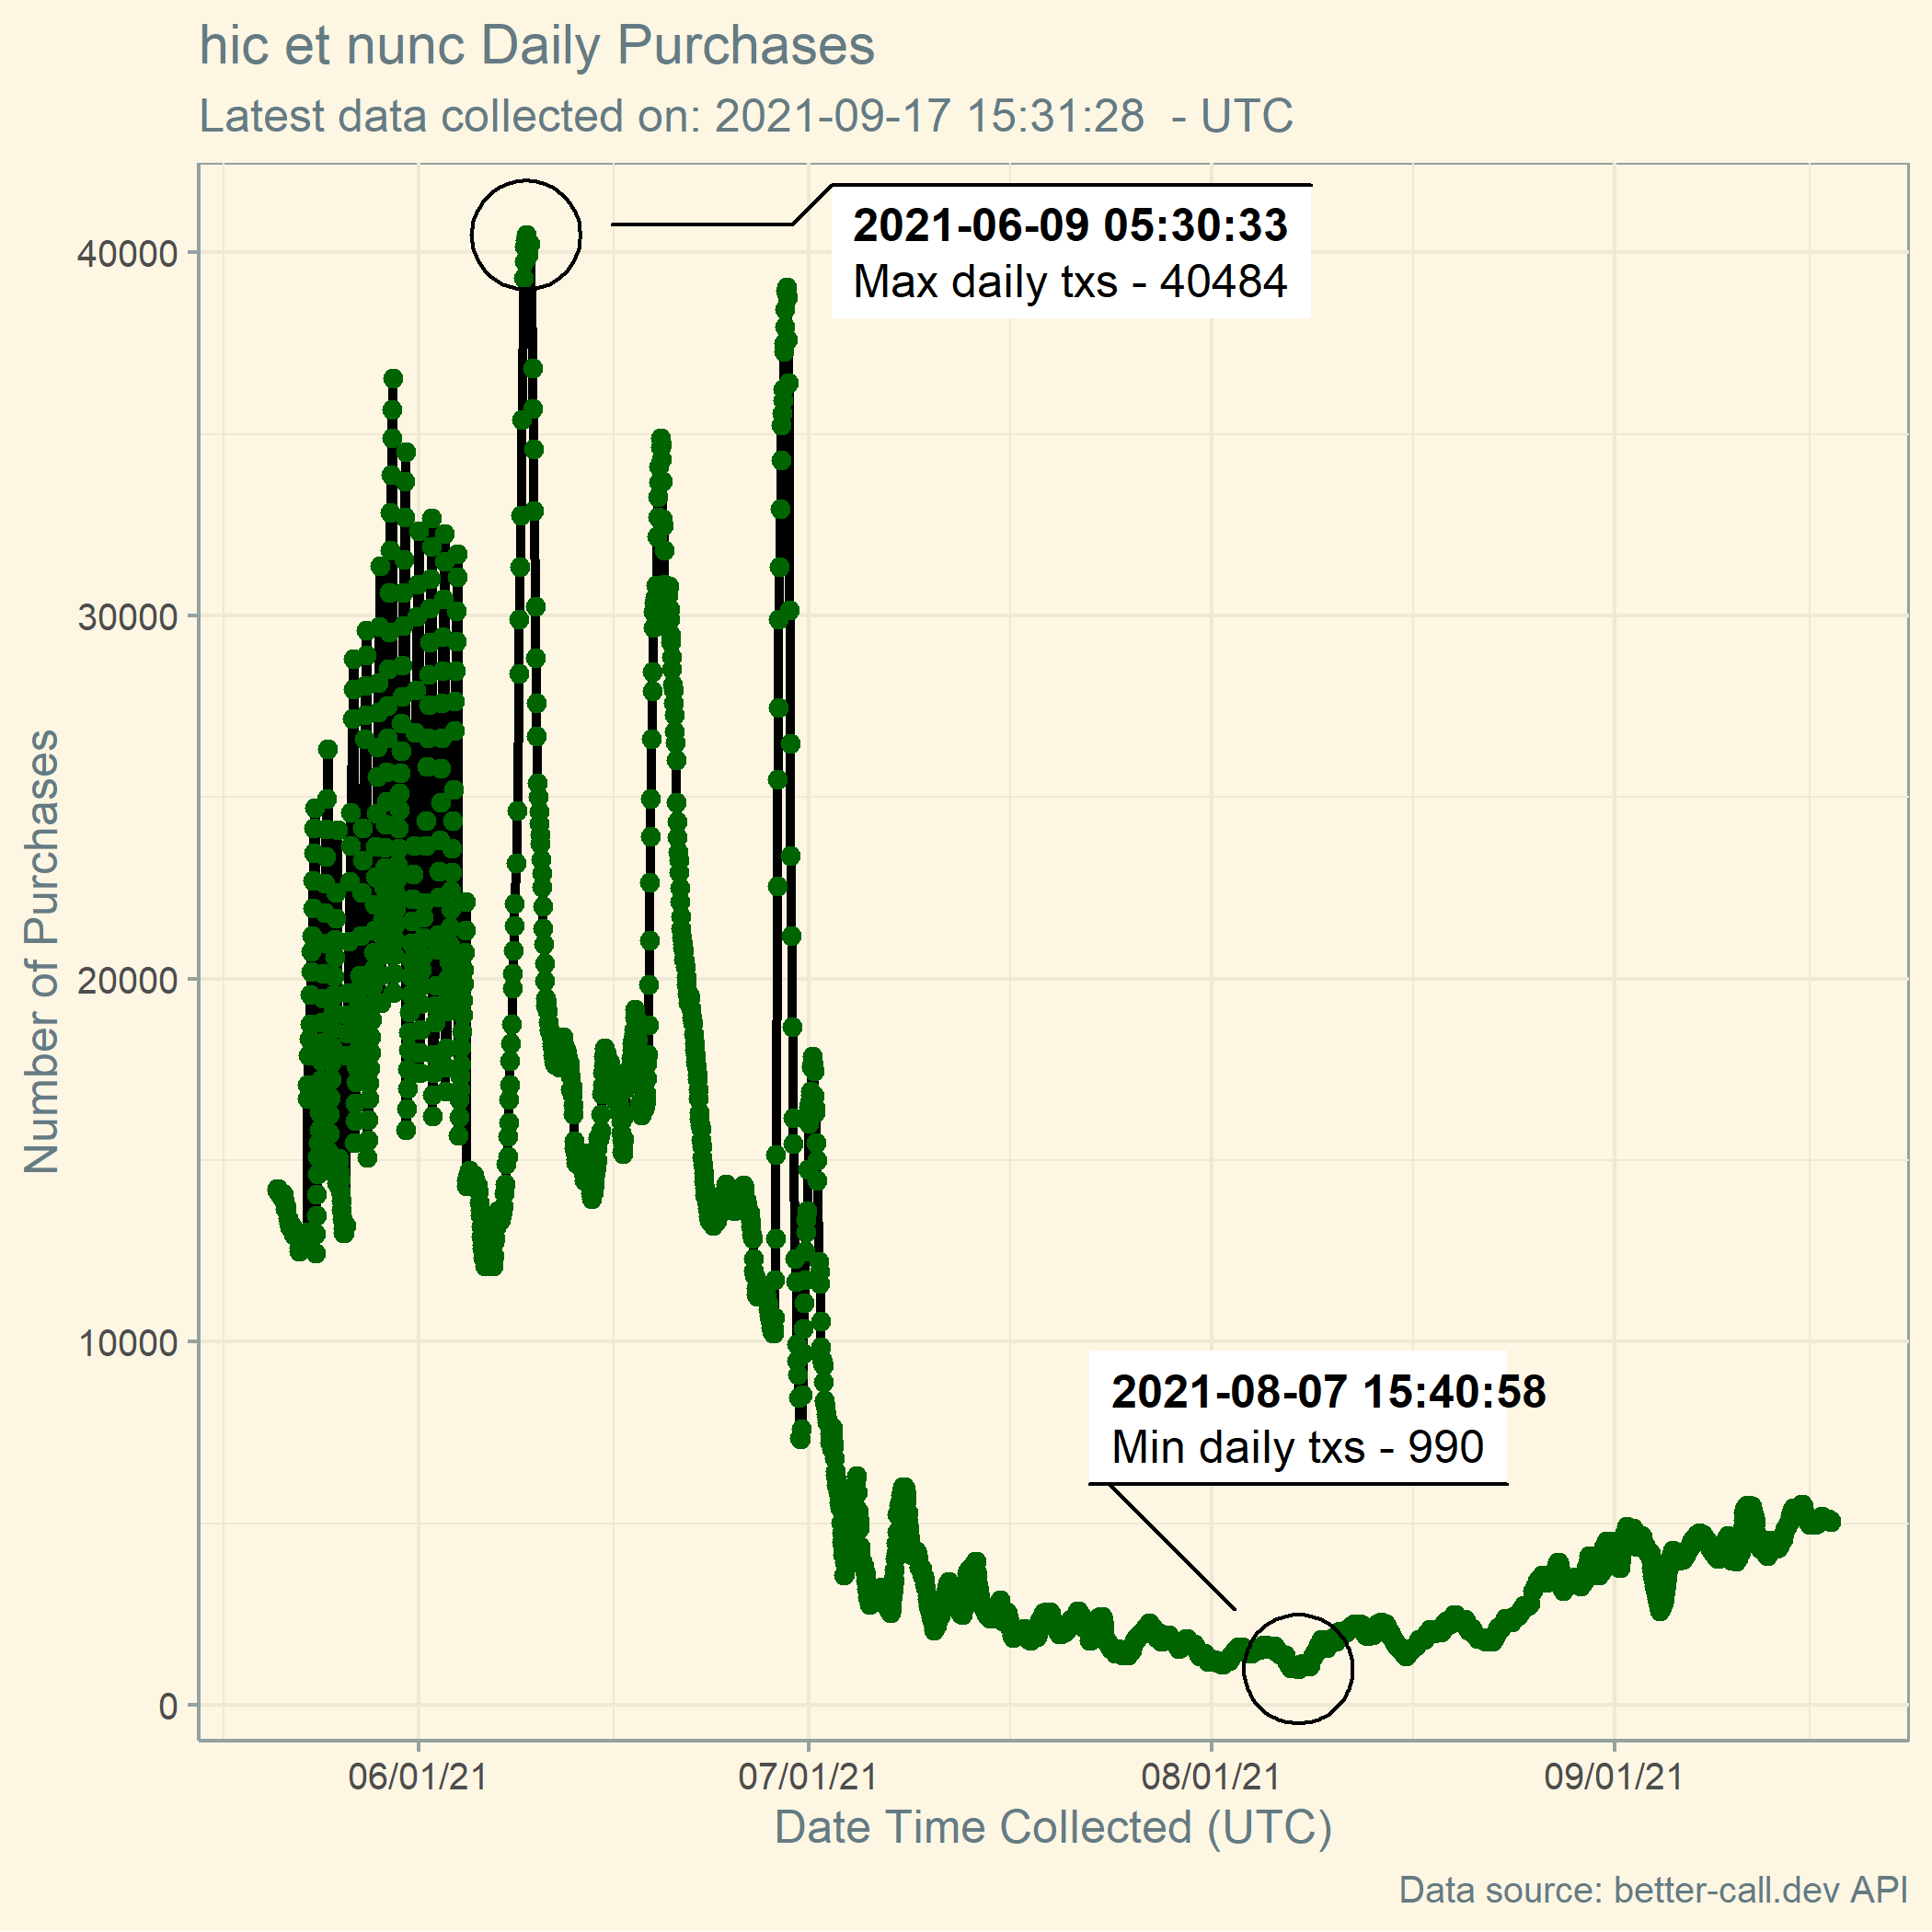 hic et nunc Daily Purchases
Latest data collected on: 2021-09-17 15:31:28  - UTC
2021-06-09 05:30:33
Max daily txs - 40484
40000
30000
20000
10000
0
Number of Purchases
2021-08-07 15:40:58
Min daily txs - 990
06/01/21
07/01/21
08/01/21
09/01/21
Date Time Collected (UTC)
Data source: better-call.dev API